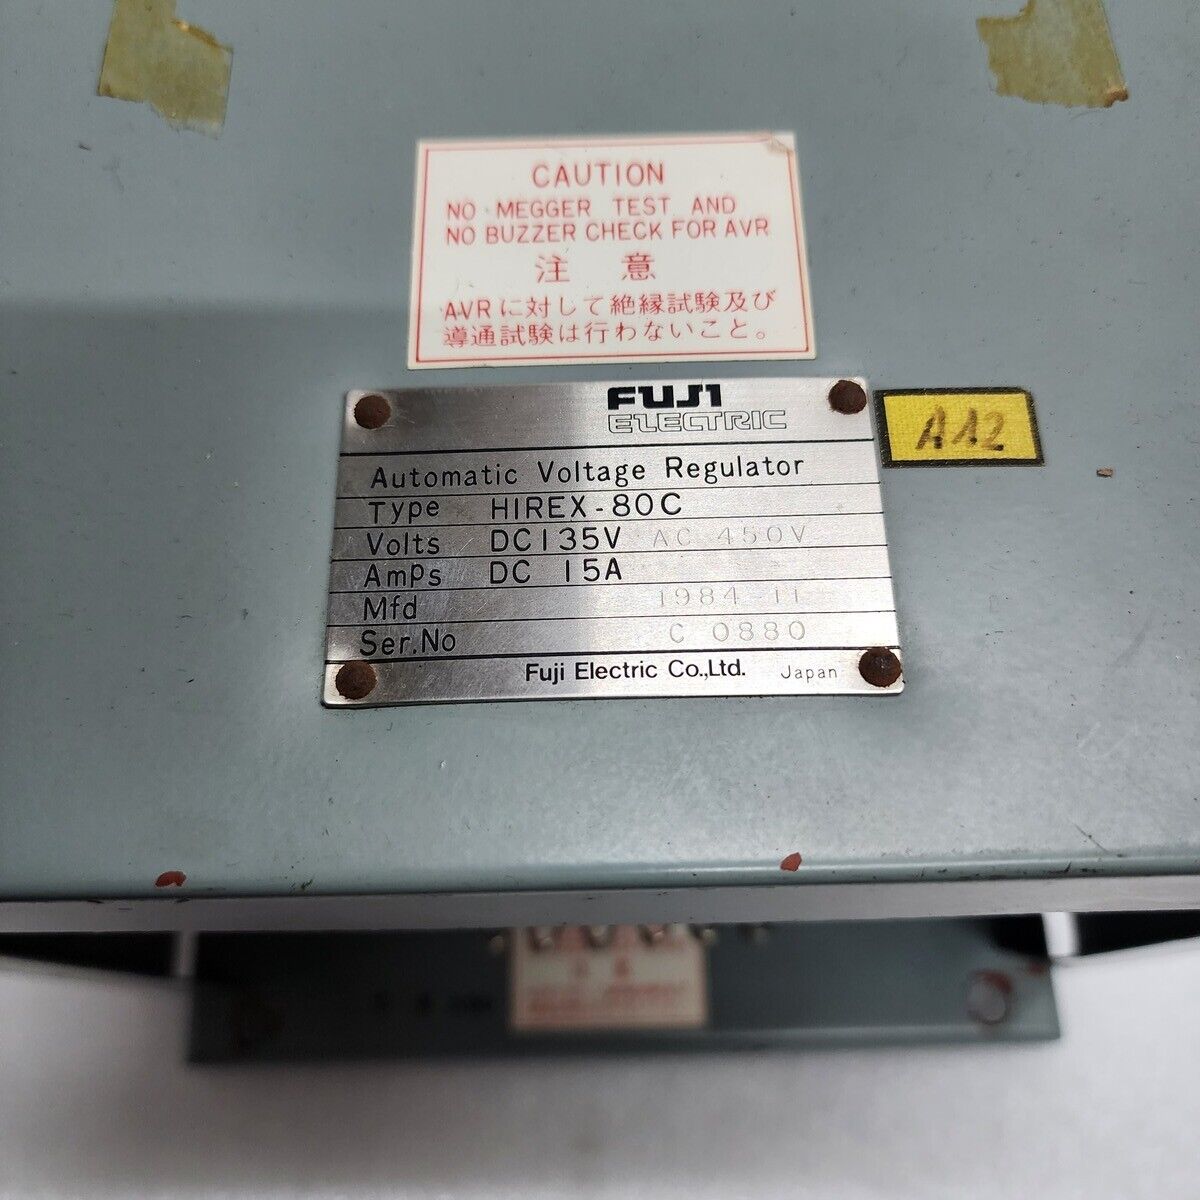 CAUTION
NO MEGGER TEST AND
NO BUZZER CHECK FOR AVR
注 意
AVRに対して絶縁試験及び
導通試験は行わないこと。
FUJI
ELECTRIC
A12
Automatic Voltage Regulator
Type HIREX-80C
Volts DC135V AC 450V
Amps DC 15A
Mfd 1984-11
Ser.No C 0880
Fuji Electric Co.,Ltd. Japan